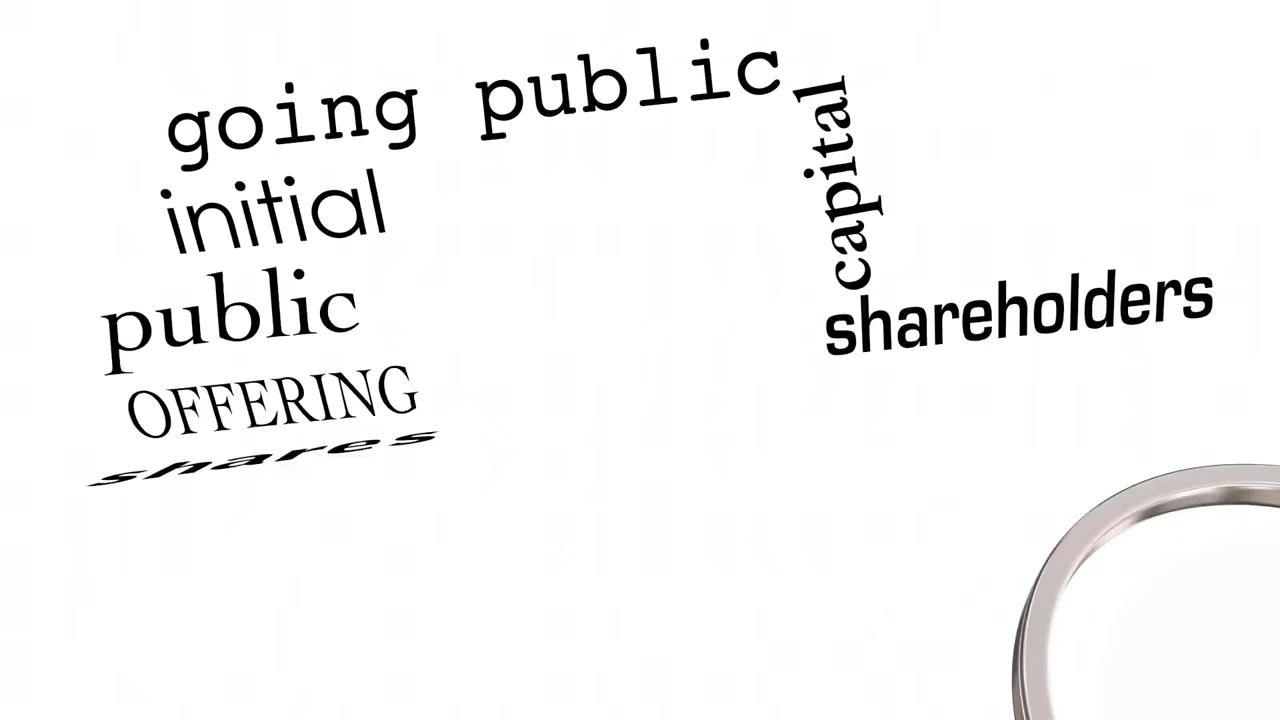 going public
initial
public
OFFERING
shares
capital
shareholders